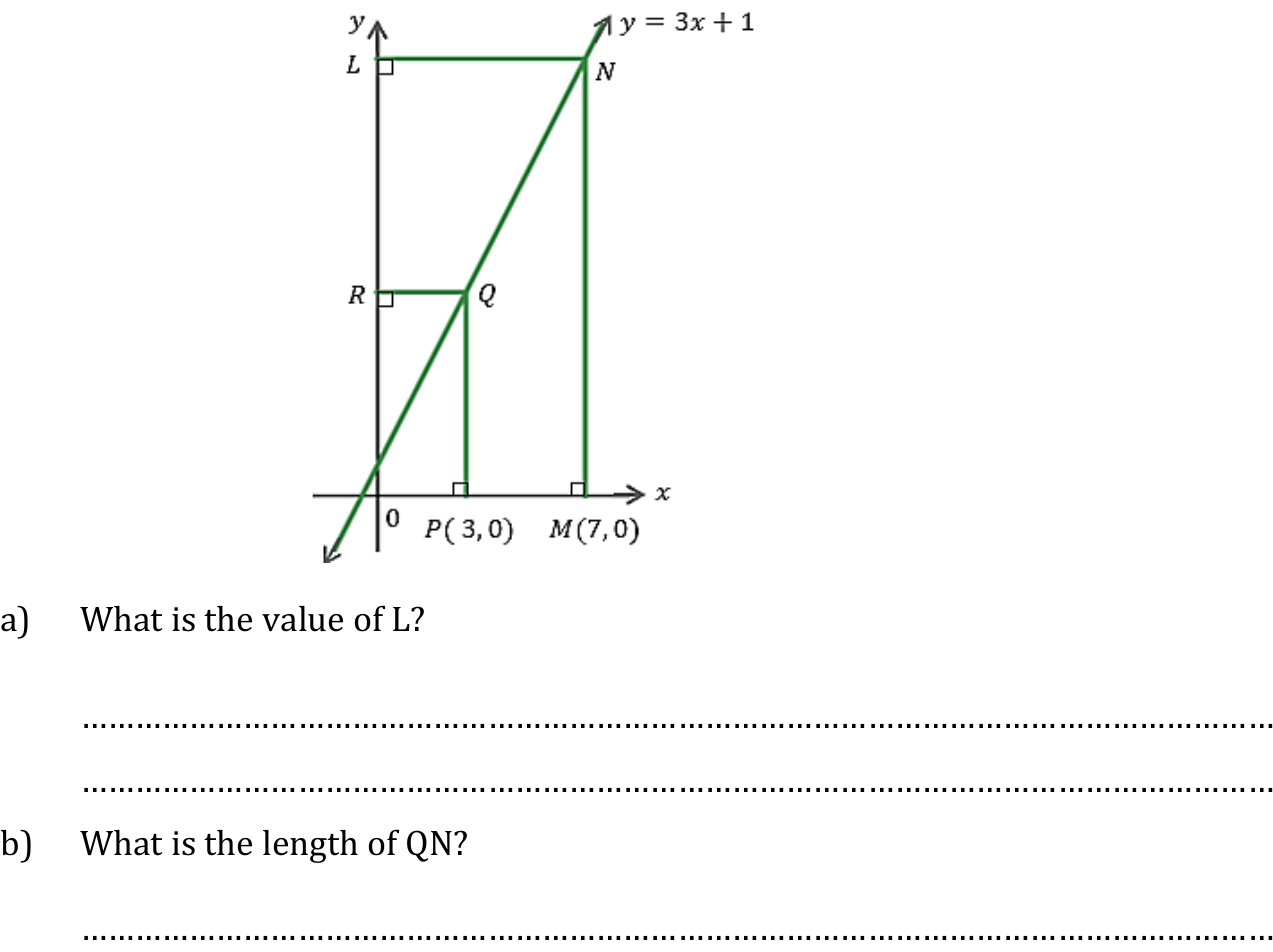 y
y = 3x + 1
L
N
R
Q
x
0
P( 3, 0)
M(7, 0)
a) What is the value of L?
........................................................................................................................
........................................................................................................................
b) What is the length of QN?
........................................................................................................................